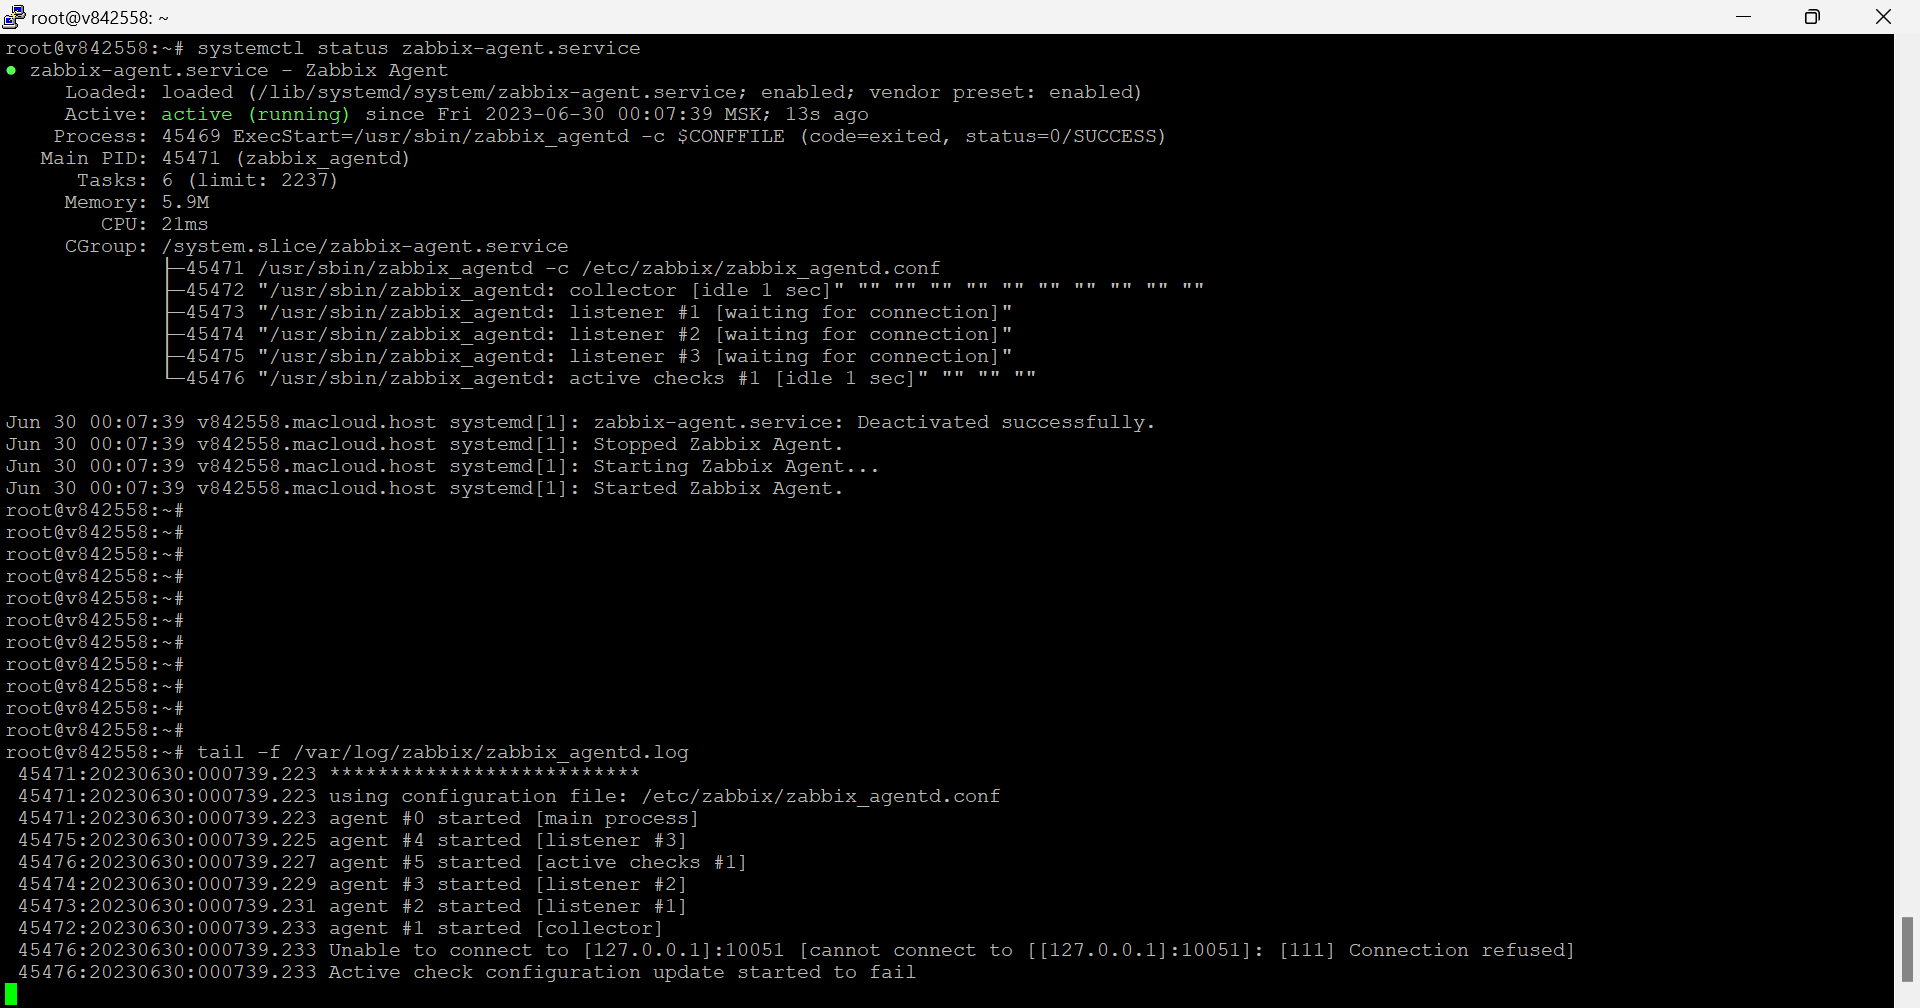 root@v842558: ~
root@v842558:~# systemctl status zabbix-agent.service
● zabbix-agent.service - Zabbix Agent
     Loaded: loaded (/lib/systemd/system/zabbix-agent.service; enabled; vendor preset: enabled)
     Active: active (running) since Fri 2023-06-30 00:07:39 MSK; 13s ago
    Process: 45469 ExecStart=/usr/sbin/zabbix_agentd -c $CONFFILE (code=exited, status=0/SUCCESS)
   Main PID: 45471 (zabbix_agentd)
      Tasks: 6 (limit: 2237)
     Memory: 5.9M
        CPU: 21ms
     CGroup: /system.slice/zabbix-agent.service
             ├─45471 /usr/sbin/zabbix_agentd -c /etc/zabbix/zabbix_agentd.conf
             ├─45472 "/usr/sbin/zabbix_agentd: collector [idle 1 sec]" "" "" "" "" "" "" "" "" "" ""
             ├─45473 "/usr/sbin/zabbix_agentd: listener #1 [waiting for connection]"
             ├─45474 "/usr/sbin/zabbix_agentd: listener #2 [waiting for connection]"
             ├─45475 "/usr/sbin/zabbix_agentd: listener #3 [waiting for connection]"
             └─45476 "/usr/sbin/zabbix_agentd: active checks #1 [idle 1 sec]" "" "" ""
Jun 30 00:07:39 v842558.macloud.host systemd[1]: zabbix-agent.service: Deactivated successfully.
Jun 30 00:07:39 v842558.macloud.host systemd[1]: Stopped Zabbix Agent.
Jun 30 00:07:39 v842558.macloud.host systemd[1]: Starting Zabbix Agent...
Jun 30 00:07:39 v842558.macloud.host systemd[1]: Started Zabbix Agent.
root@v842558:~#
root@v842558:~#
root@v842558:~#
root@v842558:~#
root@v842558:~#
root@v842558:~#
root@v842558:~#
root@v842558:~#
root@v842558:~#
root@v842558:~#
root@v842558:~#
root@v842558:~# tail -f /var/log/zabbix/zabbix_agentd.log
 45471:20230630:000739.223 **************************
 45471:20230630:000739.223 using configuration file: /etc/zabbix/zabbix_agentd.conf
 45471:20230630:000739.223 agent #0 started [main process]
 45475:20230630:000739.225 agent #4 started [listener #3]
 45476:20230630:000739.227 agent #5 started [active checks #1]
 45474:20230630:000739.229 agent #3 started [listener #2]
 45473:20230630:000739.231 agent #2 started [listener #1]
 45472:20230630:000739.233 agent #1 started [collector]
 45476:20230630:000739.233 Unable to connect to [127.0.0.1]:10051 [cannot connect to [[127.0.0.1]:10051]: [111] Connection refused]
 45476:20230630:000739.233 Active check configuration update started to fail